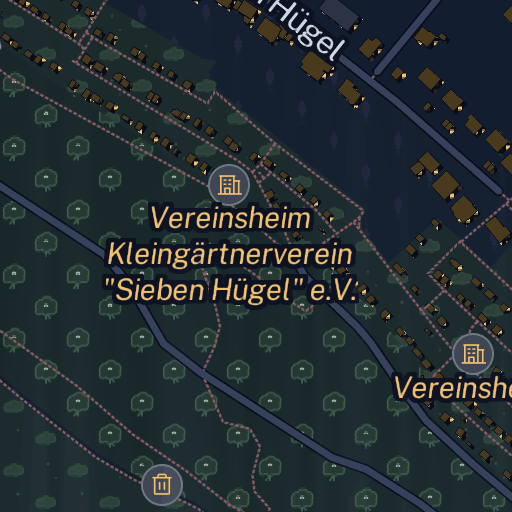 Hügel
Vereinsheim
Kleingärtnerverein
"Sieben Hügel" e.V.
Vereinshe